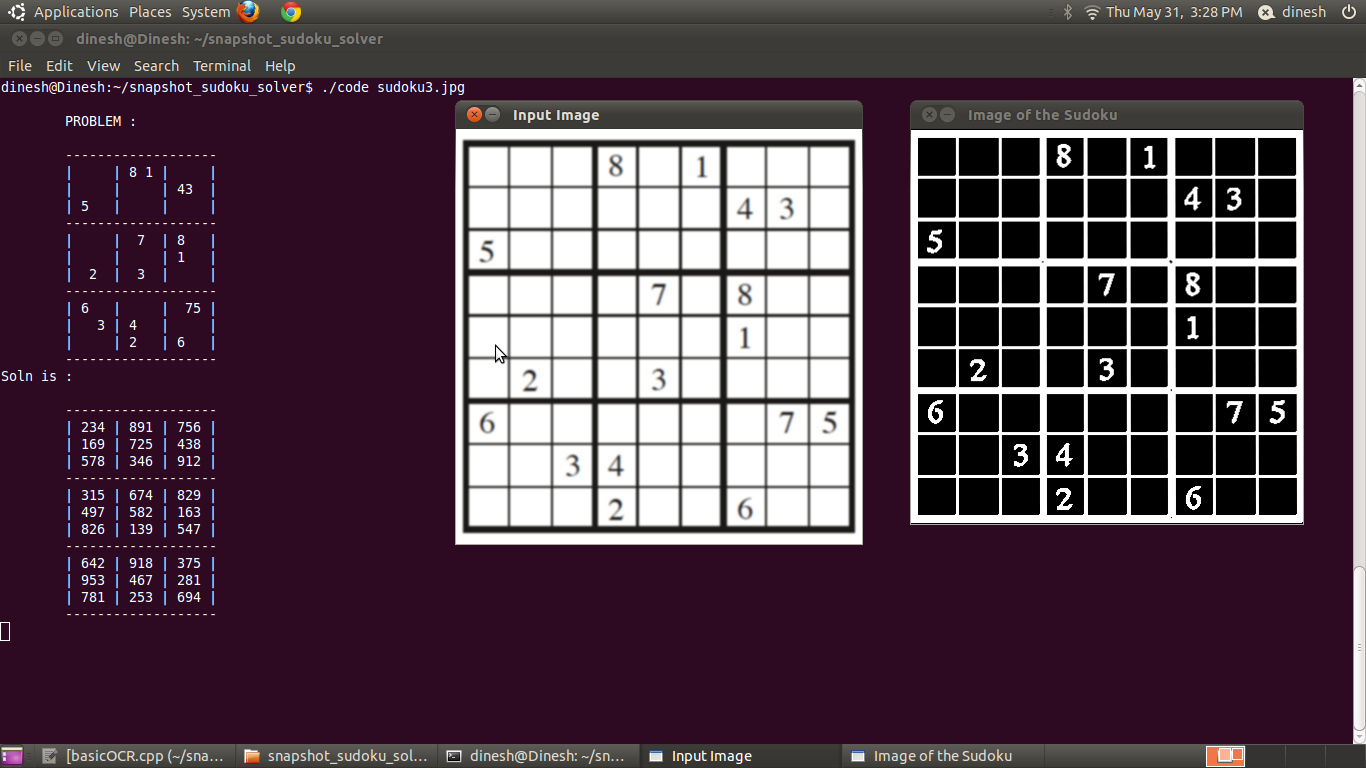 Applications Places System Thu May 31, 3:28 PM dinesh
dinesh@Dinesh: ~/snapshot_sudoku_solver
File Edit View Search Terminal Help
dinesh@Dinesh:~/snapshot_sudoku_solver$ ./code sudoku3.jpg
PROBLEM :
-------------------
|     | 8 1 |     |
|     |     | 43  |
| 5   |     |     |
-------------------
|     |  7  | 8   |
|     |     | 1   |
|  2  |  3  |     |
-------------------
| 6   |     |  75 |
|   3 | 4   |     |
|     | 2   | 6   |
-------------------
Soln is :
-------------------
| 234 | 891 | 756 |
| 169 | 725 | 438 |
| 578 | 346 | 912 |
-------------------
| 315 | 674 | 829 |
| 497 | 582 | 163 |
| 826 | 139 | 547 |
-------------------
| 642 | 918 | 375 |
| 953 | 467 | 281 |
| 781 | 253 | 694 |
-------------------
Input Image
8 1
4 3
5
7 8
1
2 3
6 7 5
3 4
2 6
Image of the Sudoku
8 1
4 3
5
7 8
1
2 3
6 7 5
3 4
2 6
[basicOCR.cpp (~/sna... snapshot_sudoku_sol... dinesh@Dinesh: ~/sn... Input Image Image of the Sudoku